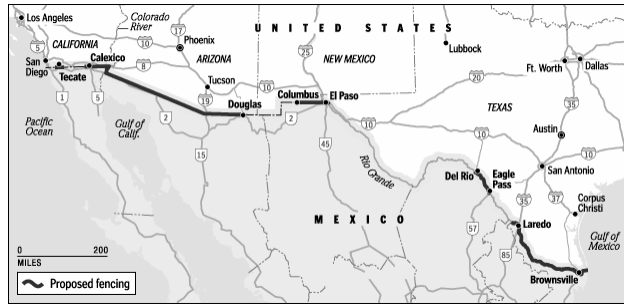 Los Angeles
Colorado
River
17
5
CALIFORNIA
10
Phoenix
UNITED STATES
25
Lubbock
San
Diego
Tecate
Calexico
8
ARIZONA
NEW MEXICO
Ft. Worth
Dallas
Tucson
10
20
1
5
19
Columbus
El Paso
TEXAS
35
Pacific
Ocean
Gulf of
Calif.
2
Douglas
2
10
10
Austin
15
45
Rio Grande
Del Río
Eagle
Pass
10
San Antonio
MEXICO
35
37
Corpus
Christi
57
Laredo
Gulf of
Mexico
85
0 200
MILES
Proposed fencing
Brownsville